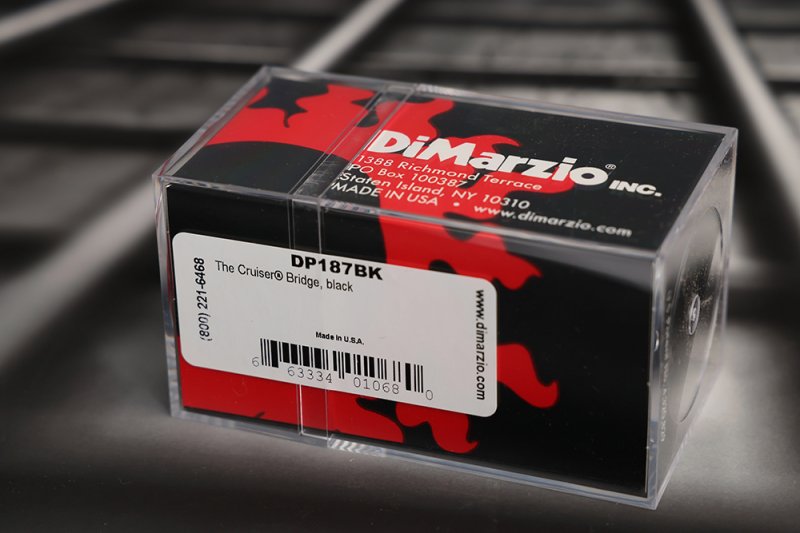 DiMarzio® INC.
1388 Richmond Terrace
PO Box 100387
Staten Island, NY 10310
MADE IN USA • www.dimarzio.com
DP187BK
The Cruiser® Bridge, black
(800) 221-6468
www.dimarzio.com
Made in U.S.A.
6 63334 01068 0